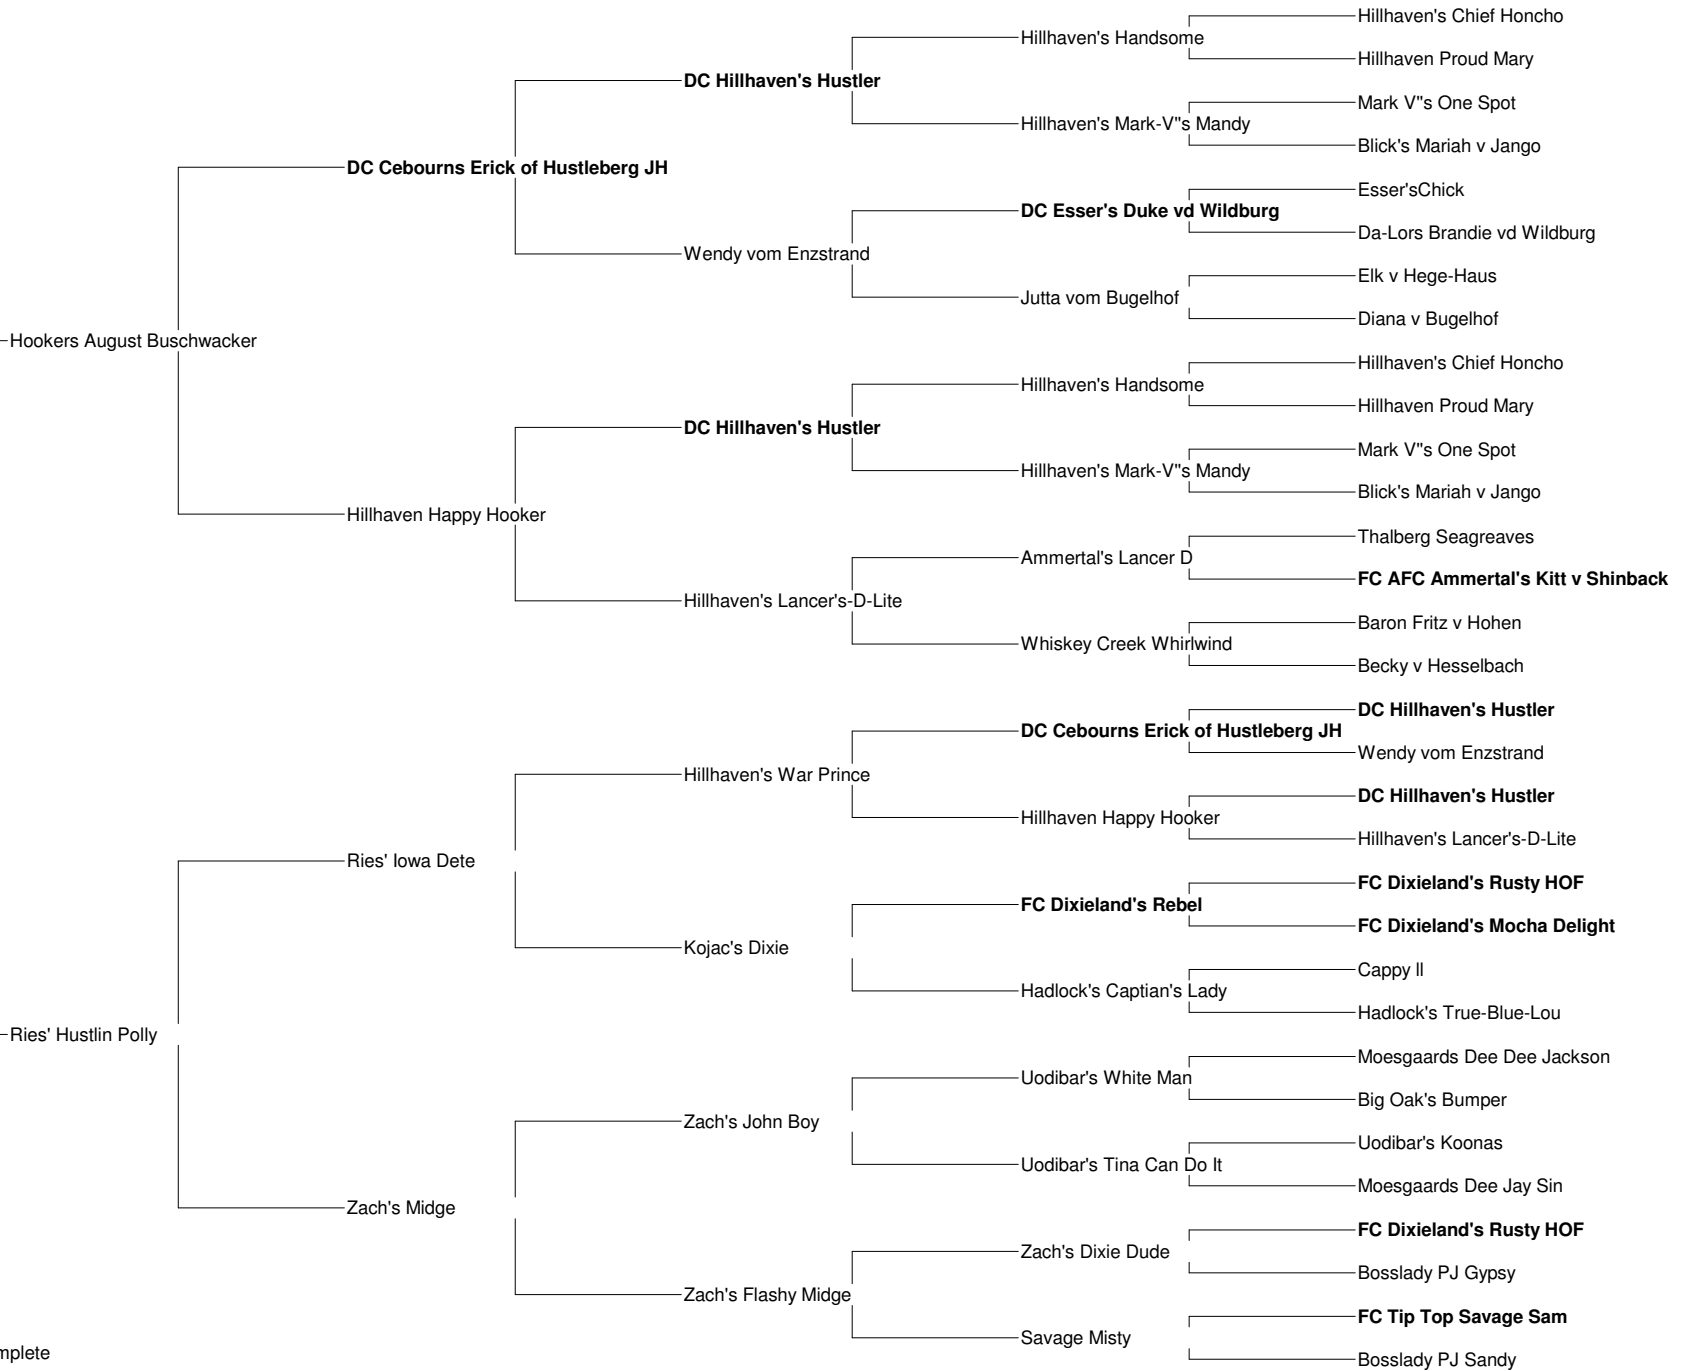 Hillhaven's Chief Honcho
Hillhaven's Handsome
Hillhaven Proud Mary
DC Hillhaven's Hustler
Mark V"s One Spot
Hillhaven's Mark-V"s Mandy
Blick's Mariah v Jango
DC Cebourns Erick of Hustleberg JH
Esser'sChick
DC Esser's Duke vd Wildburg
Da-Lors Brandie vd Wildburg
Wendy vom Enzstrand
Elk v Hege-Haus
Jutta vom Bugelhof
Diana v Bugelhof
Hookers August Buschwacker
Hillhaven's Chief Honcho
Hillhaven's Handsome
Hillhaven Proud Mary
DC Hillhaven's Hustler
Mark V"s One Spot
Hillhaven's Mark-V"s Mandy
Blick's Mariah v Jango
Hillhaven Happy Hooker
Thalberg Seagreaves
Ammertal's Lancer D
FC AFC Ammertal's Kitt v Shinback
Hillhaven's Lancer's-D-Lite
Baron Fritz v Hohen
Whiskey Creek Whirlwind
Becky v Hesselbach
DC Hillhaven's Hustler
DC Cebourns Erick of Hustleberg JH
Wendy vom Enzstrand
Hillhaven's War Prince
DC Hillhaven's Hustler
Hillhaven Happy Hooker
Hillhaven's Lancer's-D-Lite
Ries' Iowa Dete
FC Dixieland's Rusty HOF
FC Dixieland's Rebel
FC Dixieland's Mocha Delight
Kojac's Dixie
Cappy ll
Hadlock's Captian's Lady
Hadlock's True-Blue-Lou
Ries' Hustlin Polly
Moesgaards Dee Dee Jackson
Uodibar's White Man
Big Oak's Bumper
Zach's John Boy
Uodibar's Koonas
Uodibar's Tina Can Do It
Moesgaards Dee Jay Sin
Zach's Midge
FC Dixieland's Rusty HOF
Zach's Dixie Dude
Bosslady PJ Gypsy
Zach's Flashy Midge
FC Tip Top Savage Sam
Savage Misty
Bosslady PJ Sandy
mplete